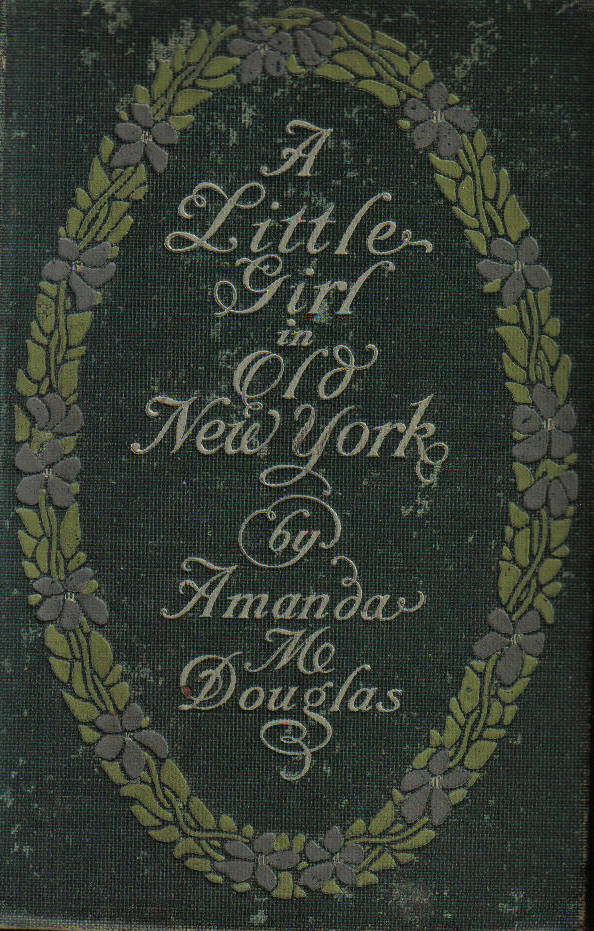 A
Little
Girl
in
Old
New York
by
Amanda
M
Douglas